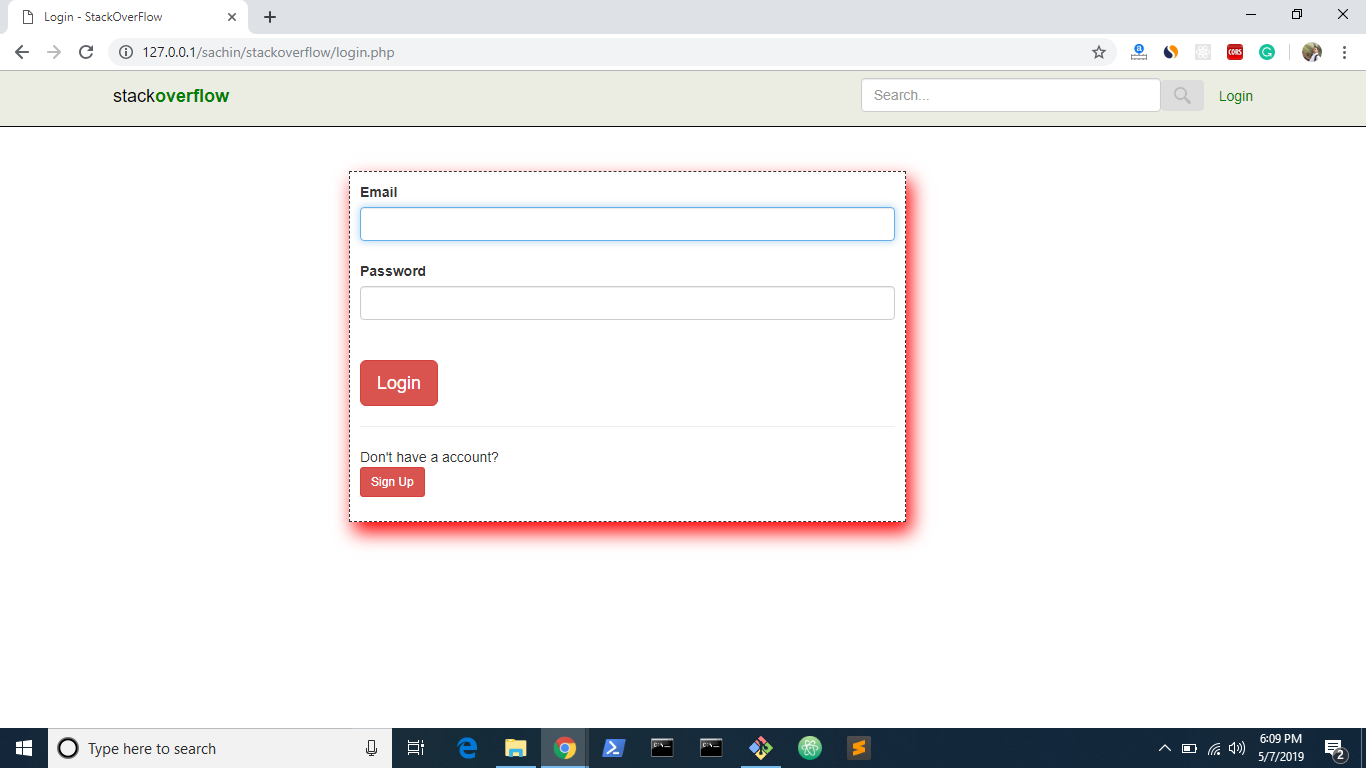 Login - StackOverFlow
127.0.0.1/sachin/stackoverflow/login.php
CORS
stackoverflow
Search...
Login
Email
Password
Login
Don't have a account?
Sign Up
Type here to search
6:09 PM
5/7/2019
2